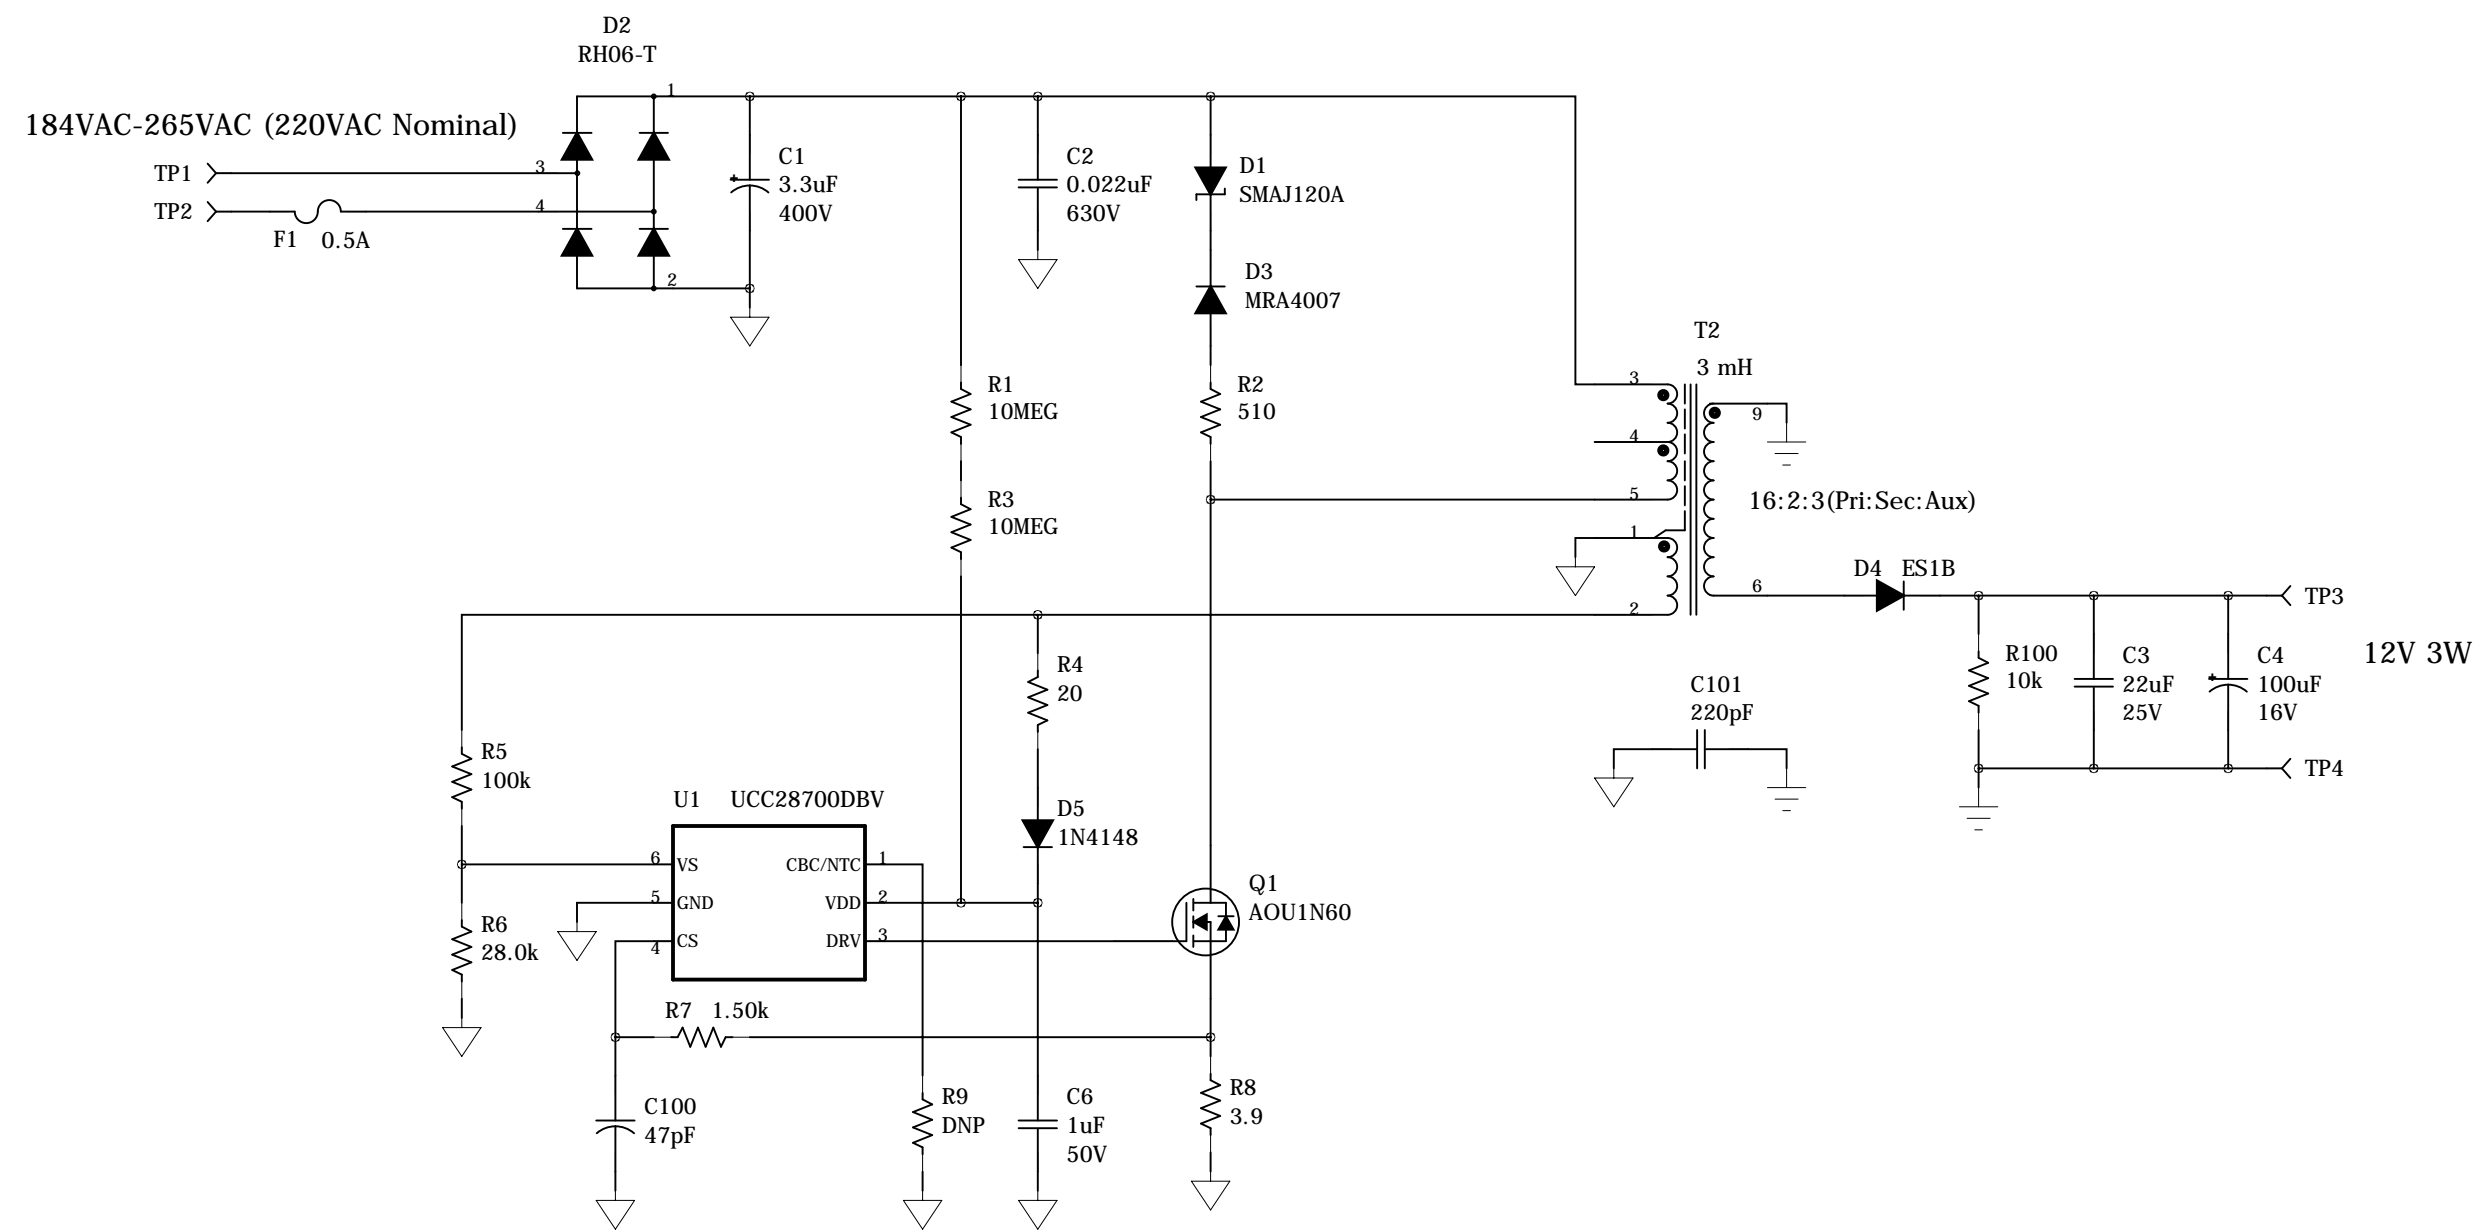 D2
RH06-T
184VAC-265VAC (220VAC Nominal)
TP1
3
TP2
4
F1 0.5A
1
2
C1
3.3uF
400V
C2
0.022uF
630V
D1
SMAJ120A
D3
MRA4007
R1
10MEG
R2
510
R3
10MEG
T2
3 mH
3
4
5
1
2
9
6
16:2:3(Pri:Sec:Aux)
D4 ES1B
TP3
12V 3W
R100
10k
C3
22uF
25V
C4
100uF
16V
TP4
C101
220pF
R4
20
R5
100k
U1 UCC28700DBV
D5
1N4148
6 VS CBC/NTC 1
5 GND VDD 2
4 CS DRV 3
R6
28.0k
Q1
AOU1N60
R7 1.50k
C100
47pF
R9
DNP
C6
1uF
50V
R8
3.9